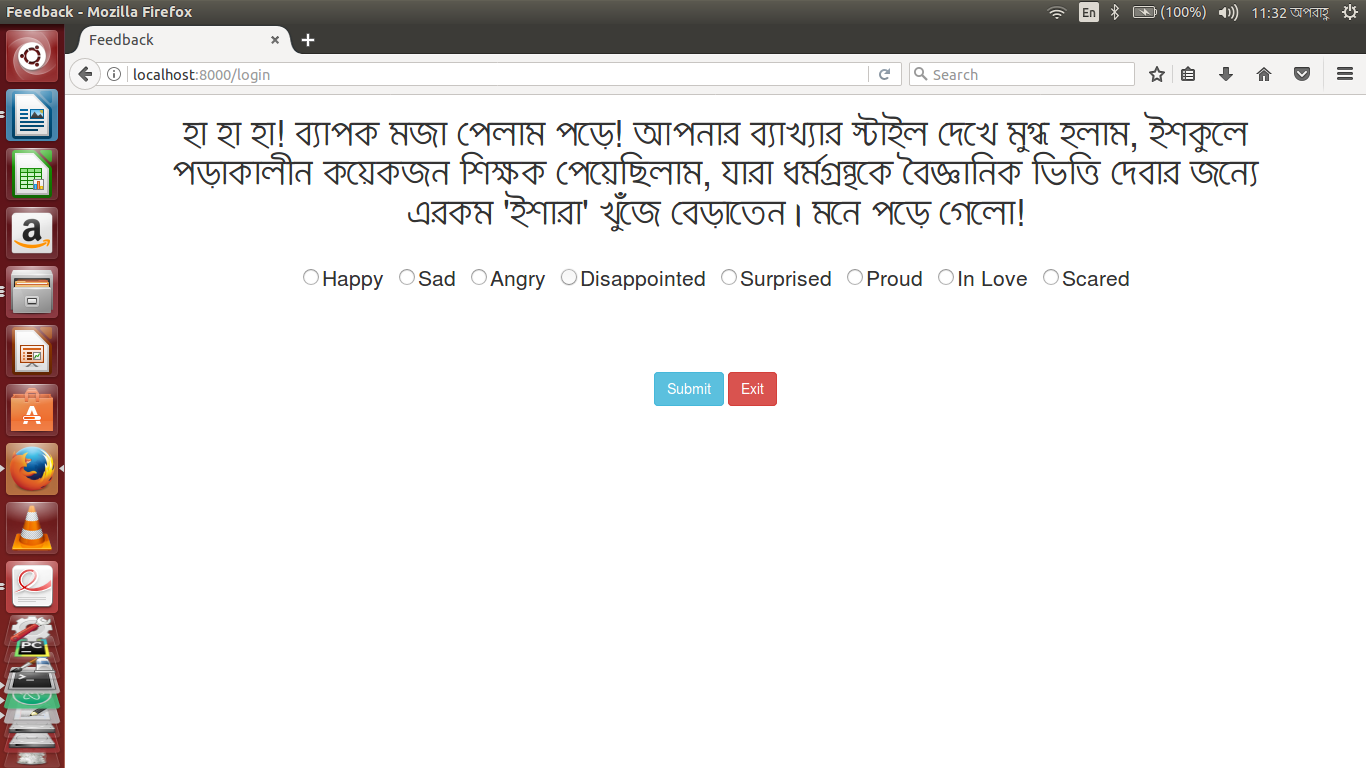 Feedback - Mozilla Firefox En (100%) 11:32 অপরাহ্ণ
Feedback
localhost:8000/login Search
হা হা হা! ব্যাপক মজা পেলাম পড়ে! আপনার ব্যাখ্যার স্টাইল দেখে মুগ্ধ হলাম, ইশকুলে
পড়াকালীন কয়েকজন শিক্ষক পেয়েছিলাম, যারা ধর্মগ্রন্থকে বৈজ্ঞানিক ভিত্তি দেবার জন্যে
এরকম 'ইশারা' খুঁজে বেড়াতেন। মনে পড়ে গেলো!
Happy Sad Angry Disappointed Surprised Proud In Love Scared
Submit Exit
PC